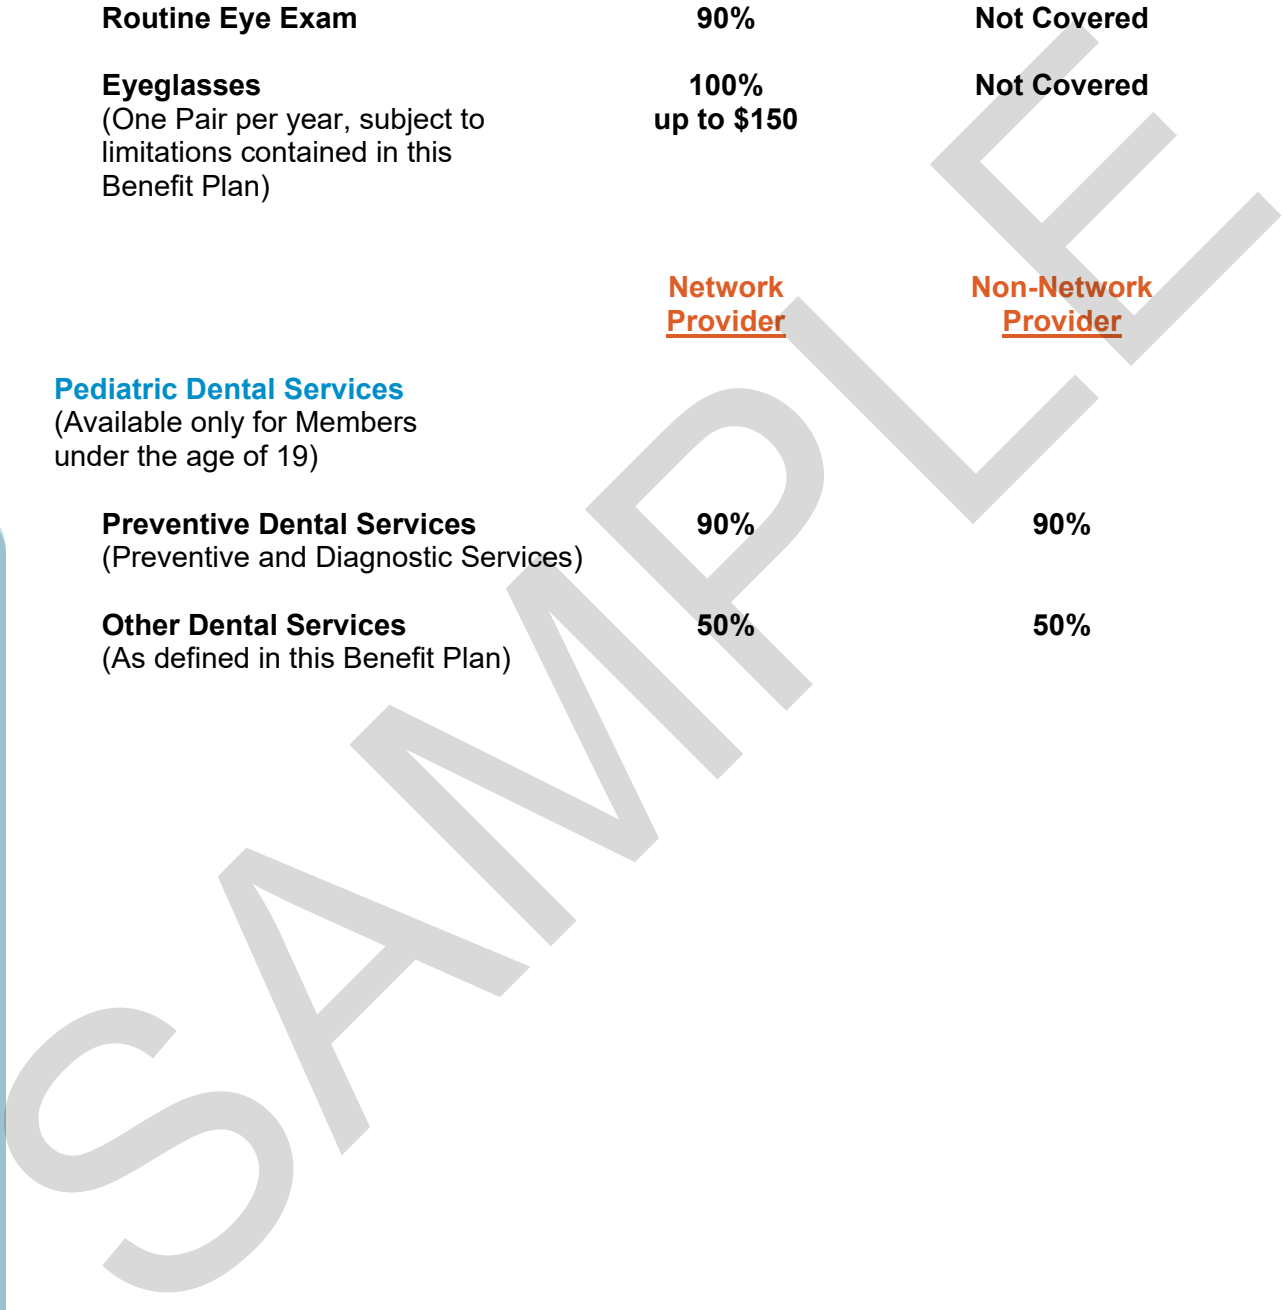 Routine Eye Exam 90% Not Covered
Eyeglasses 100% Not Covered
(One Pair per year, subject to up to $150
limitations contained in this
Benefit Plan)
Network Non-Network
Provider Provider
Pediatric Dental Services
(Available only for Members
under the age of 19)
Preventive Dental Services 90% 90%
(Preventive and Diagnostic Services)
Other Dental Services 50% 50%
(As defined in this Benefit Plan)
SAMPLE